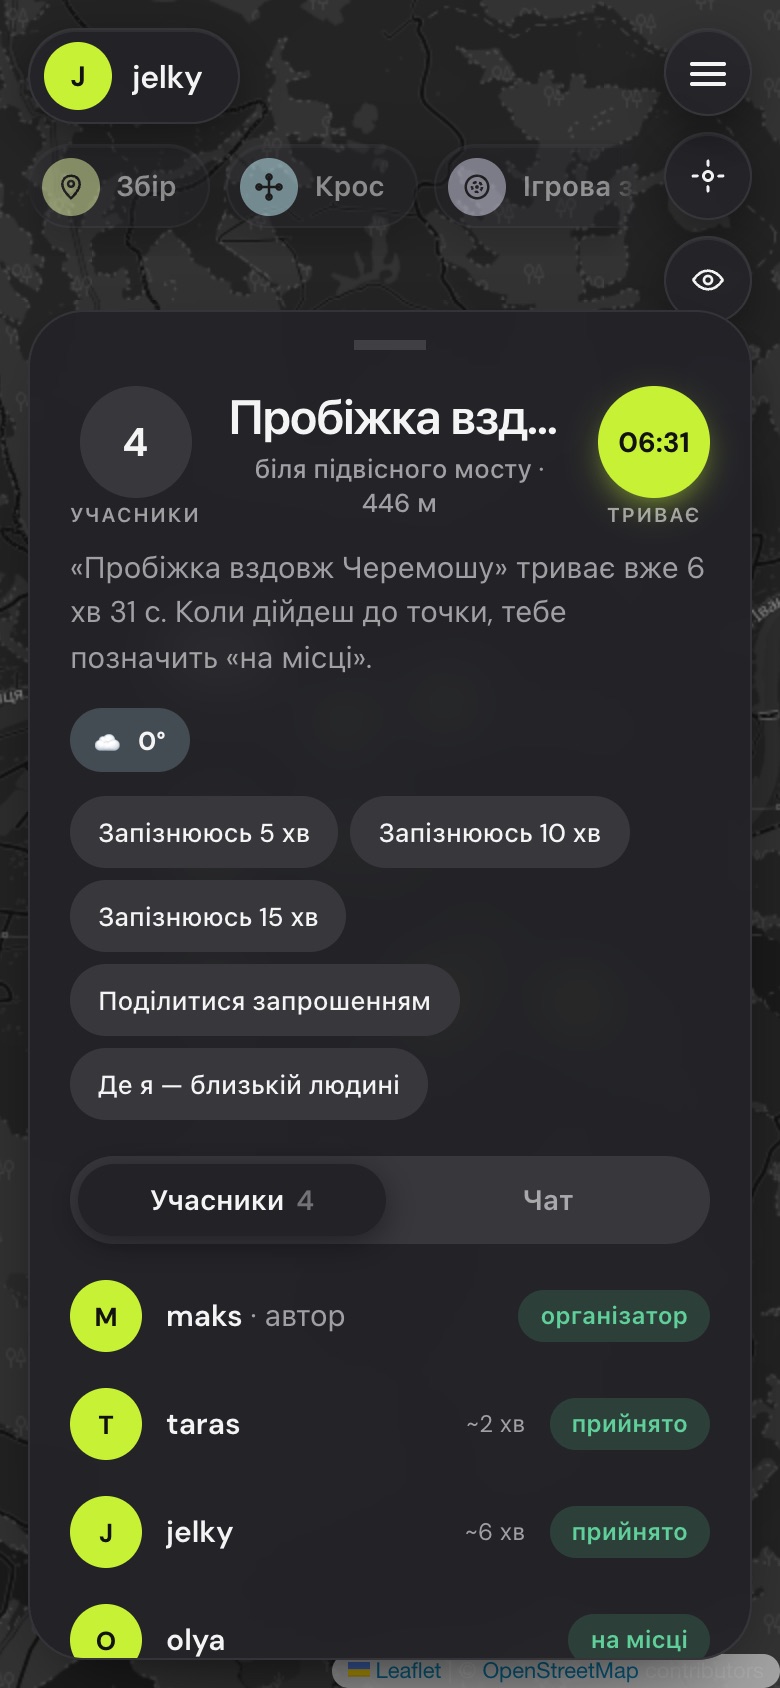 J jelky
Збір
Крос
Ігрова з
4
Пробіжка взд...
06:31
біля підвісного мосту ·
446 м
УЧАСНИКИ
ТРИВАЄ
«Пробіжка вздовж Черемошу» триває вже 6
хв 31 с. Коли дійдеш до точки, тебе
позначить «на місці».
0°
Запізнююсь 5 хв
Запізнююсь 10 хв
Запізнююсь 15 хв
Поділитися запрошенням
Де я — близькій людині
Учасники 4
Чат
M maks · автор
організатор
T taras
~2 хв
прийнято
J jelky
~6 хв
прийнято
O olya
на місці
Leaflet | © OpenStreetMap contributors